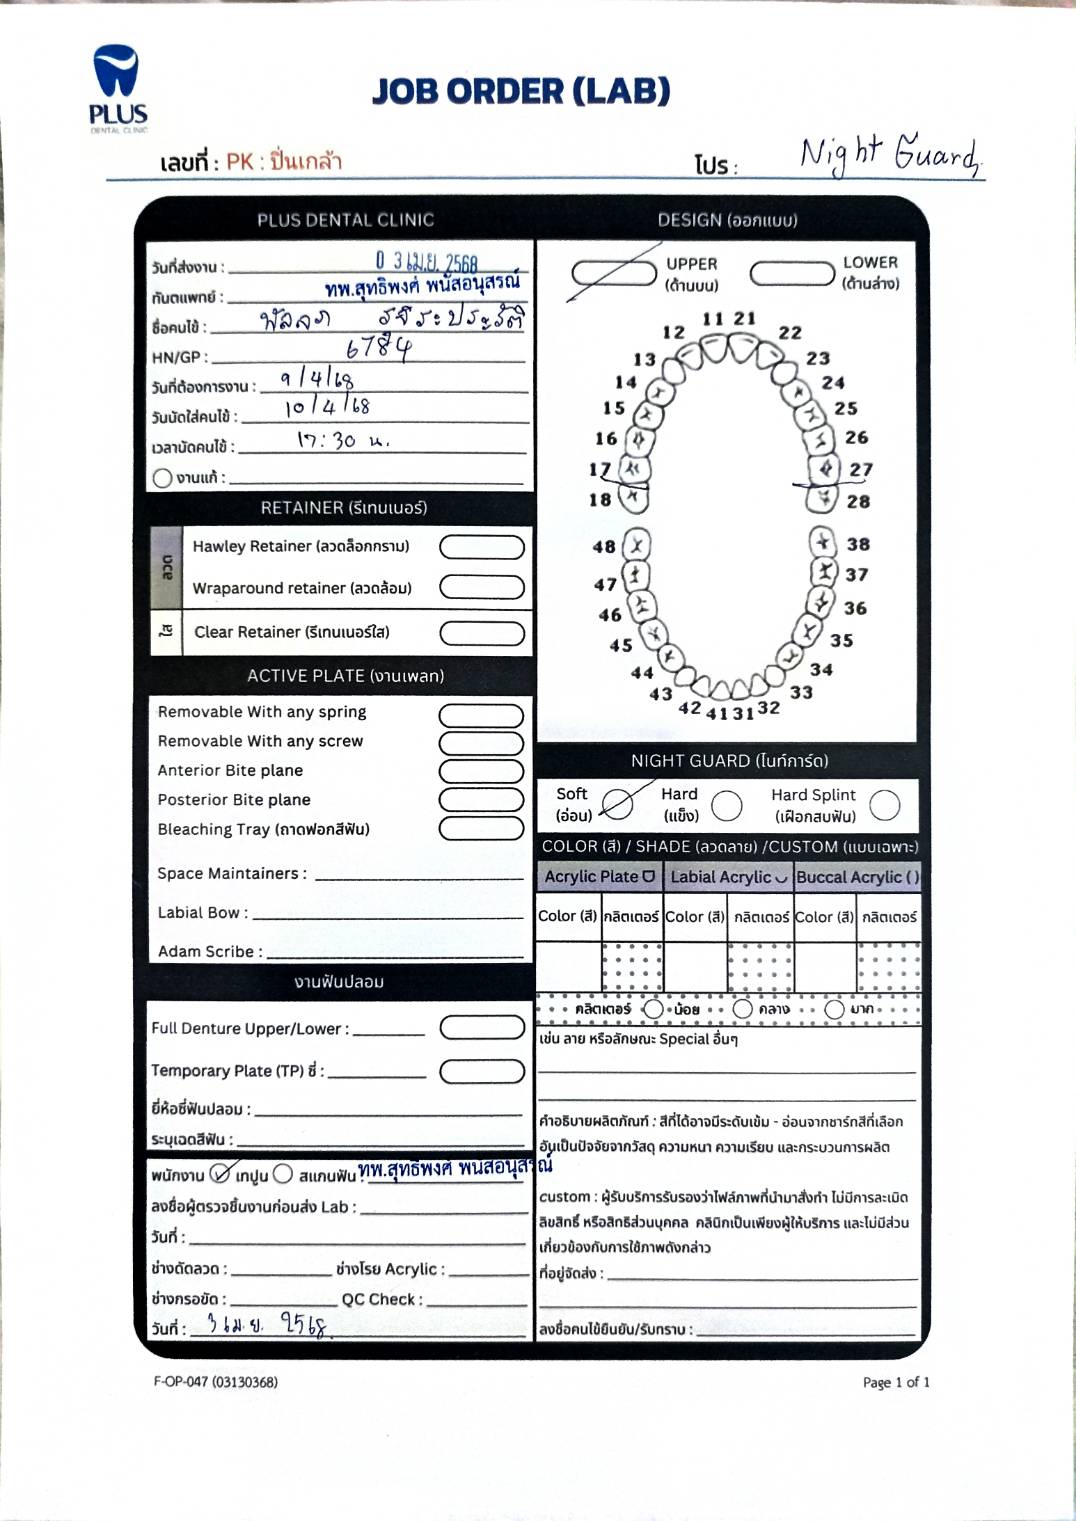 PLUS
DENTAL CLINIC
JOB ORDER (LAB)
เลขที่ : PK : ปิ่นเกล้า
โปร : Night Guard
PLUS DENTAL CLINIC
วันที่ส่งงาน : 0 3 เม.ย. 2568
ทันตแพทย์ : ทพ.สุทธิพงศ์ พนัสอนุสรณ์
ชื่อคนไข้ :
HN/GP : 6784
วันที่ต้องการงาน : 9/4/68
วันนัดใส่คนไข้ : 10/4/68
เวลานัดคนไข้ : 17:30 น.
งานแก้ :
RETAINER (รีเทนเนอร์)
ลวด
Hawley Retainer (ลวดล็อกกราม)
Wraparound retainer (ลวดล้อม)
ใส
Clear Retainer (รีเทนเนอร์ใส)
ACTIVE PLATE (งานเพลท)
Removable With any spring
Removable With any screw
Anterior Bite plane
Posterior Bite plane
Bleaching Tray (ถาดฟอกสีฟัน)
Space Maintainers :
Labial Bow :
Adam Scribe :
งานฟันปลอม
Full Denture Upper/Lower :
Temporary Plate (TP) ซี่ :
ยี่ห้อซี่ฟันปลอม :
ระบุเฉดสีฟัน :
พนักงาน เทปูน สแกนฟัน : ทพ.สุทธิพงศ์ พนัสอนุสรณ์
ลงชื่อผู้ตรวจชิ้นงานก่อนส่ง Lab :
วันที่ :
ช่างดัดลวด : ช่างโรย Acrylic :
ช่างกรอขัด : QC Check :
วันที่ : 3 เม.ย. 2568
DESIGN (ออกแบบ)
UPPER
(ด้านบน)
LOWER
(ด้านล่าง)
11 21
12 22
13 23
14 24
15 25
16 26
17 27
18 28
48 38
47 37
46 36
45 35
44 34
43 33
42 41 31 32
NIGHT GUARD (ไนท์การ์ด)
Soft Hard Hard Splint
(อ่อน) (แข็ง) (เฝือกสบฟัน)
COLOR (สี) / SHADE (ลวดลาย) /CUSTOM (แบบเฉพาะ)
Acrylic Plate Labial Acrylic Buccal Acrylic ( )
Color (สี) กลิตเตอร์ Color (สี) กลิตเตอร์ Color (สี) กลิตเตอร์
กลิตเตอร์ น้อย กลาง มาก
เช่น ลาย หรือลักษณะ Special อื่นๆ
คำอธิบายผลิตภัณฑ์ : สีที่ได้อาจมีระดับเข้ม - อ่อนจากชาร์ทสีที่เลือก
อันเป็นปัจจัยจากวัสดุ ความหนา ความเรียบ และกระบวนการผลิต
custom : ผู้รับบริการรับรองว่าไฟล์ภาพที่นำมาสั่งทำ ไม่มีการละเมิด
ลิขสิทธิ์ หรือสิทธิส่วนบุคคล คลินิกเป็นเพียงผู้ให้บริการ และไม่มีส่วน
เกี่ยวข้องกับการใช้ภาพดังกล่าว
ที่อยู่จัดส่ง :
ลงชื่อคนไข้ยืนยัน/รับทราบ :
F-OP-047 (03130368)
Page 1 of 1